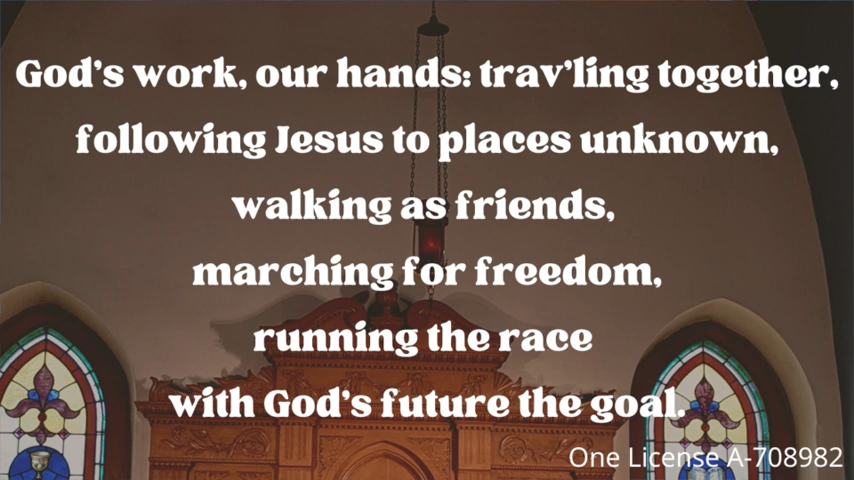 God's work, our hands: trav'ling together,
following Jesus to places unknown,
walking as friends,
marching for freedom,
running the race
with God's future the goal.
One License A-708982